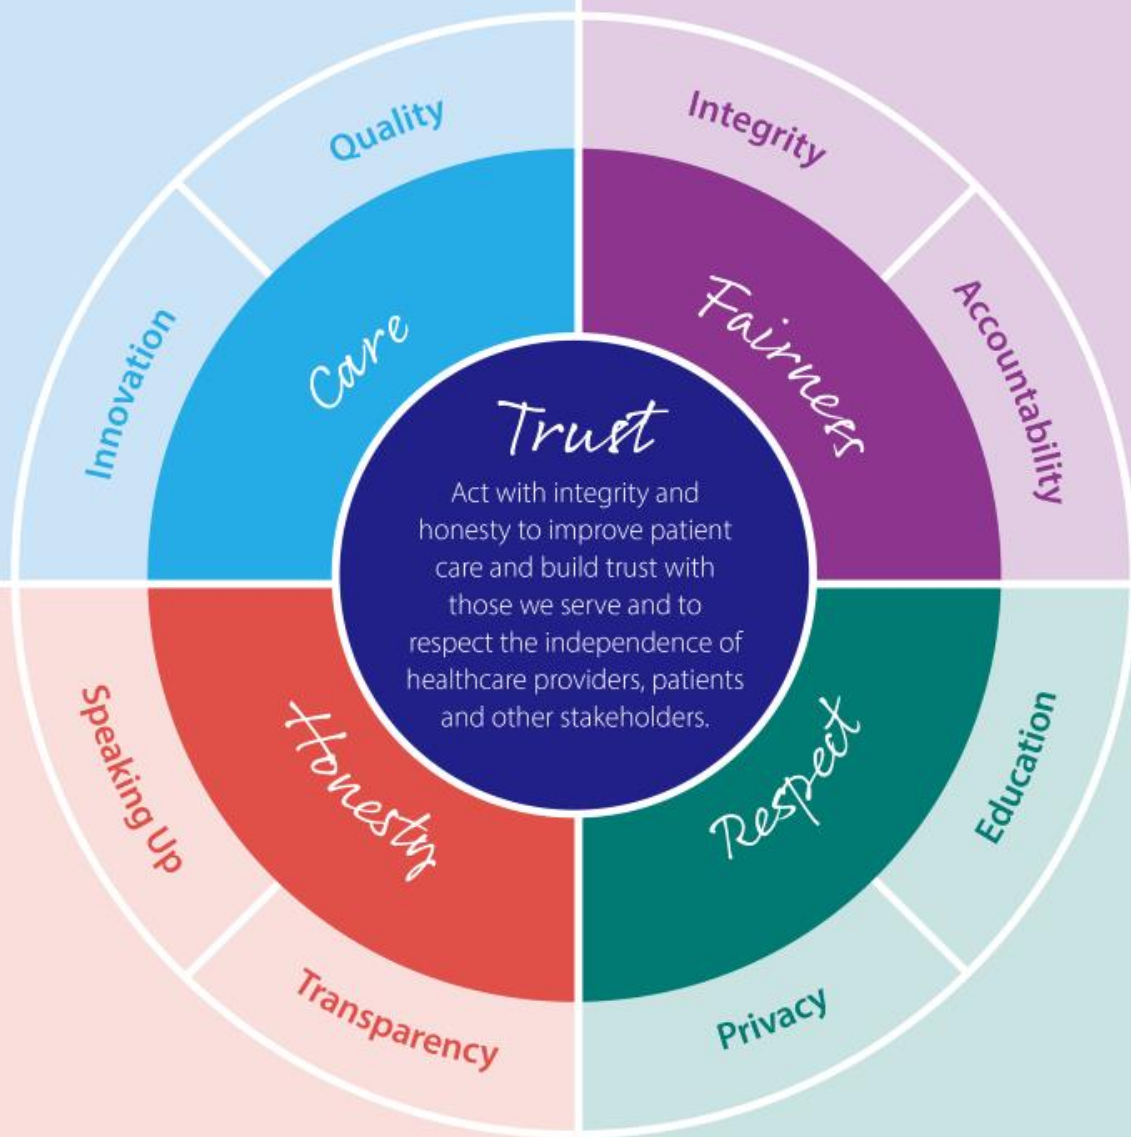 Quality
Innovation
Care
Integrity
Accountability
Fairness
Trust
Act with integrity and
honesty to improve patient
care and build trust with
those we serve and to
respect the independence of
healthcare providers, patients
and other stakeholders.
Speaking Up
Transparency
Honesty
Education
Privacy
Respect